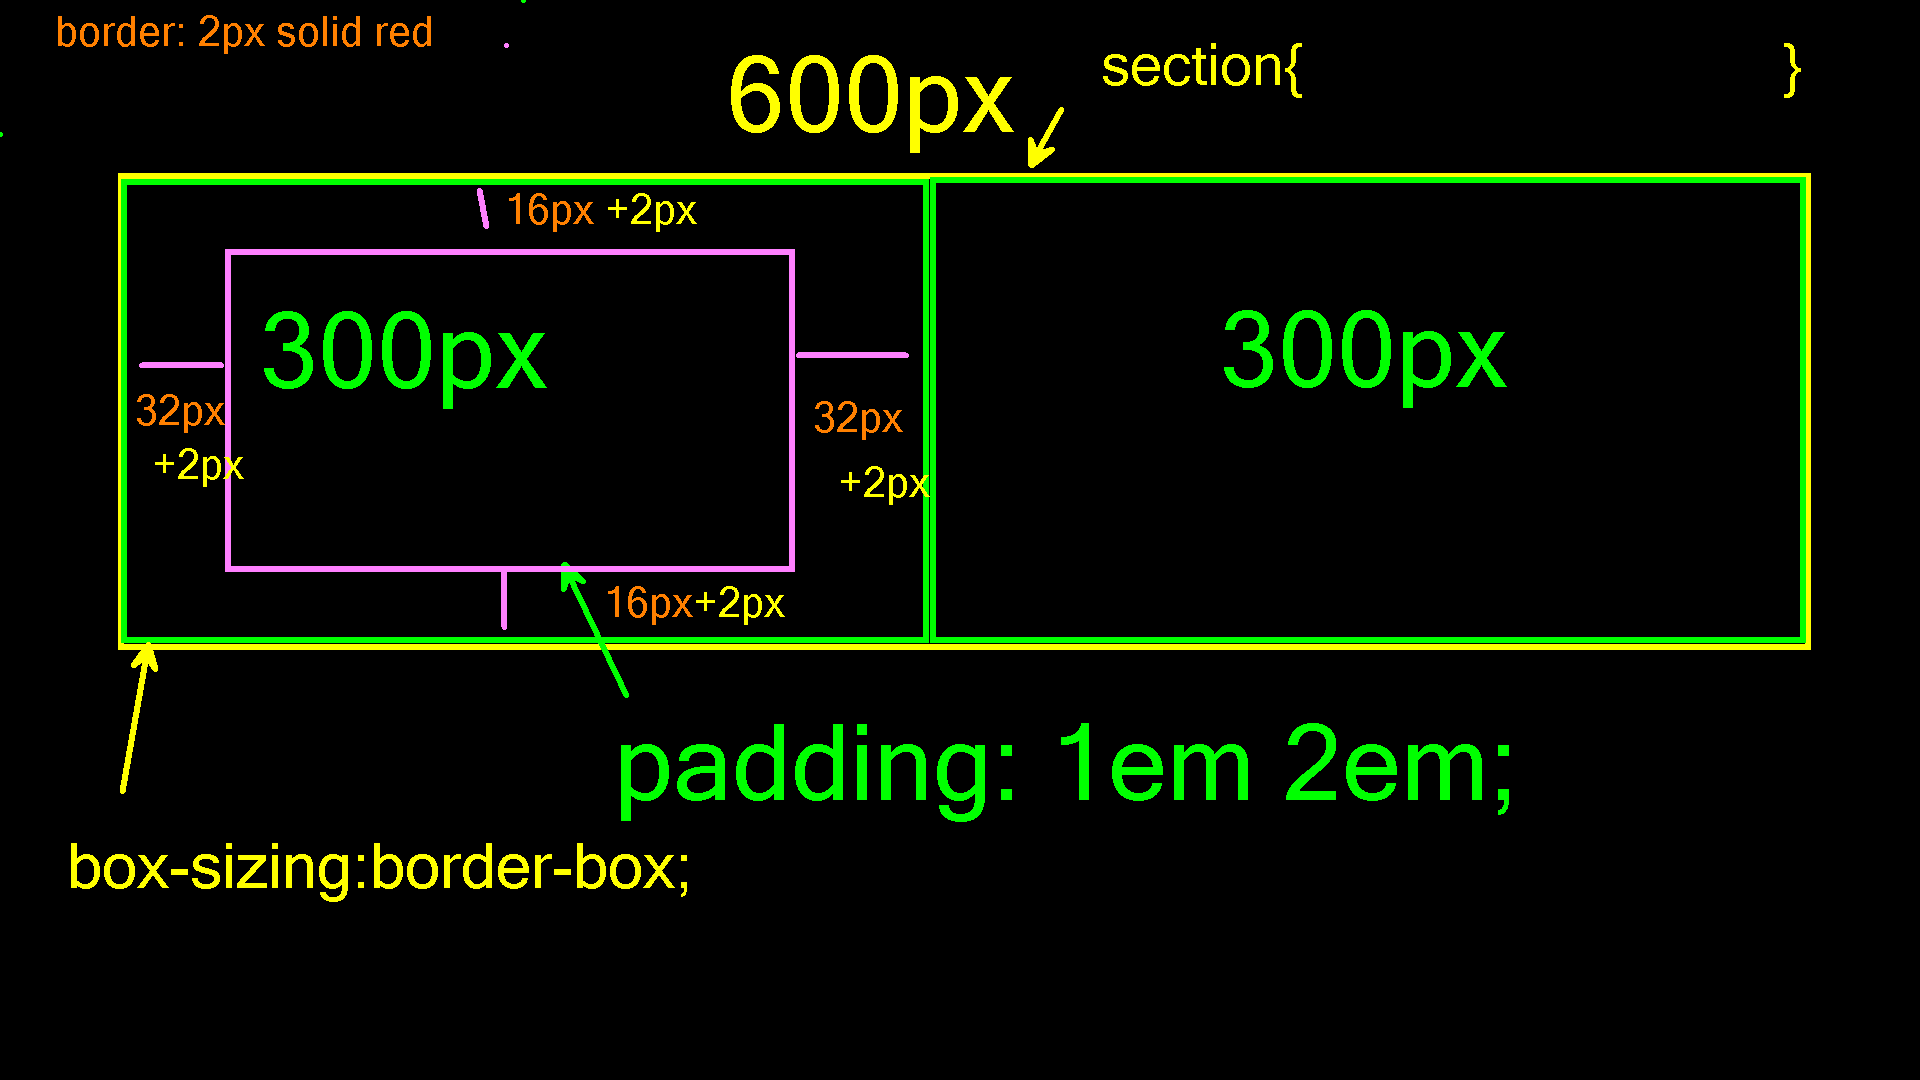 border: 2px solid red
600px
section{ }
16px +2px
300px
300px
32px
+2px
32px
+2px
16px+2px
padding: 1em 2em;
box-sizing:border-box;